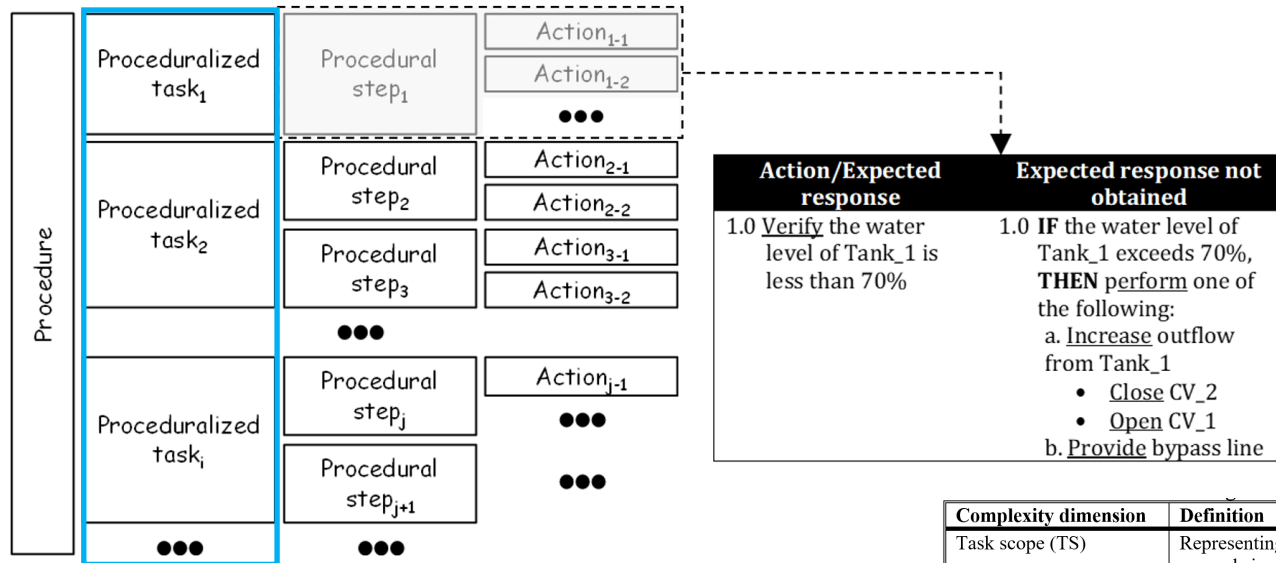 Procedure
Proceduralized
task1
Procedural
step1
Action1-1
Action1-2
Proceduralized
task2
Procedural
step2
Action2-1
Action2-2
Procedural
step3
Action3-1
Action3-2
Proceduralized
taski
Procedural
stepj
Actionj-1
Procedural
stepj+1
Action/Expected
response
Expected response not
obtained
1.0 Verify the water
level of Tank_1 is
less than 70%
1.0 IF the water level of
Tank_1 exceeds 70%,
THEN perform one of
the following:
a. Increase outflow
from Tank_1
• Close CV_2
• Open CV_1
b. Provide bypass line
Complexity dimension
Definition
Task scope (TS)
Representing